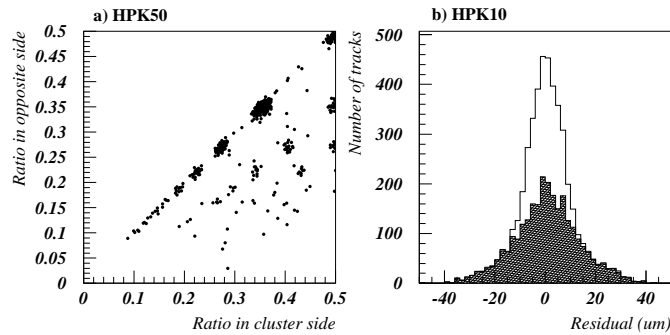 a) HPK50
Ratio in opposite side
0.5
0.45
0.4
0.35
0.3
0.25
0.2
0.15
0.1
0.05
0
0 0.1 0.2 0.3 0.4 0.5
Ratio in cluster side
b) HPK10
Number of tracks
500
400
300
200
100
0
-40 -20 0 20 40
Residual (um)